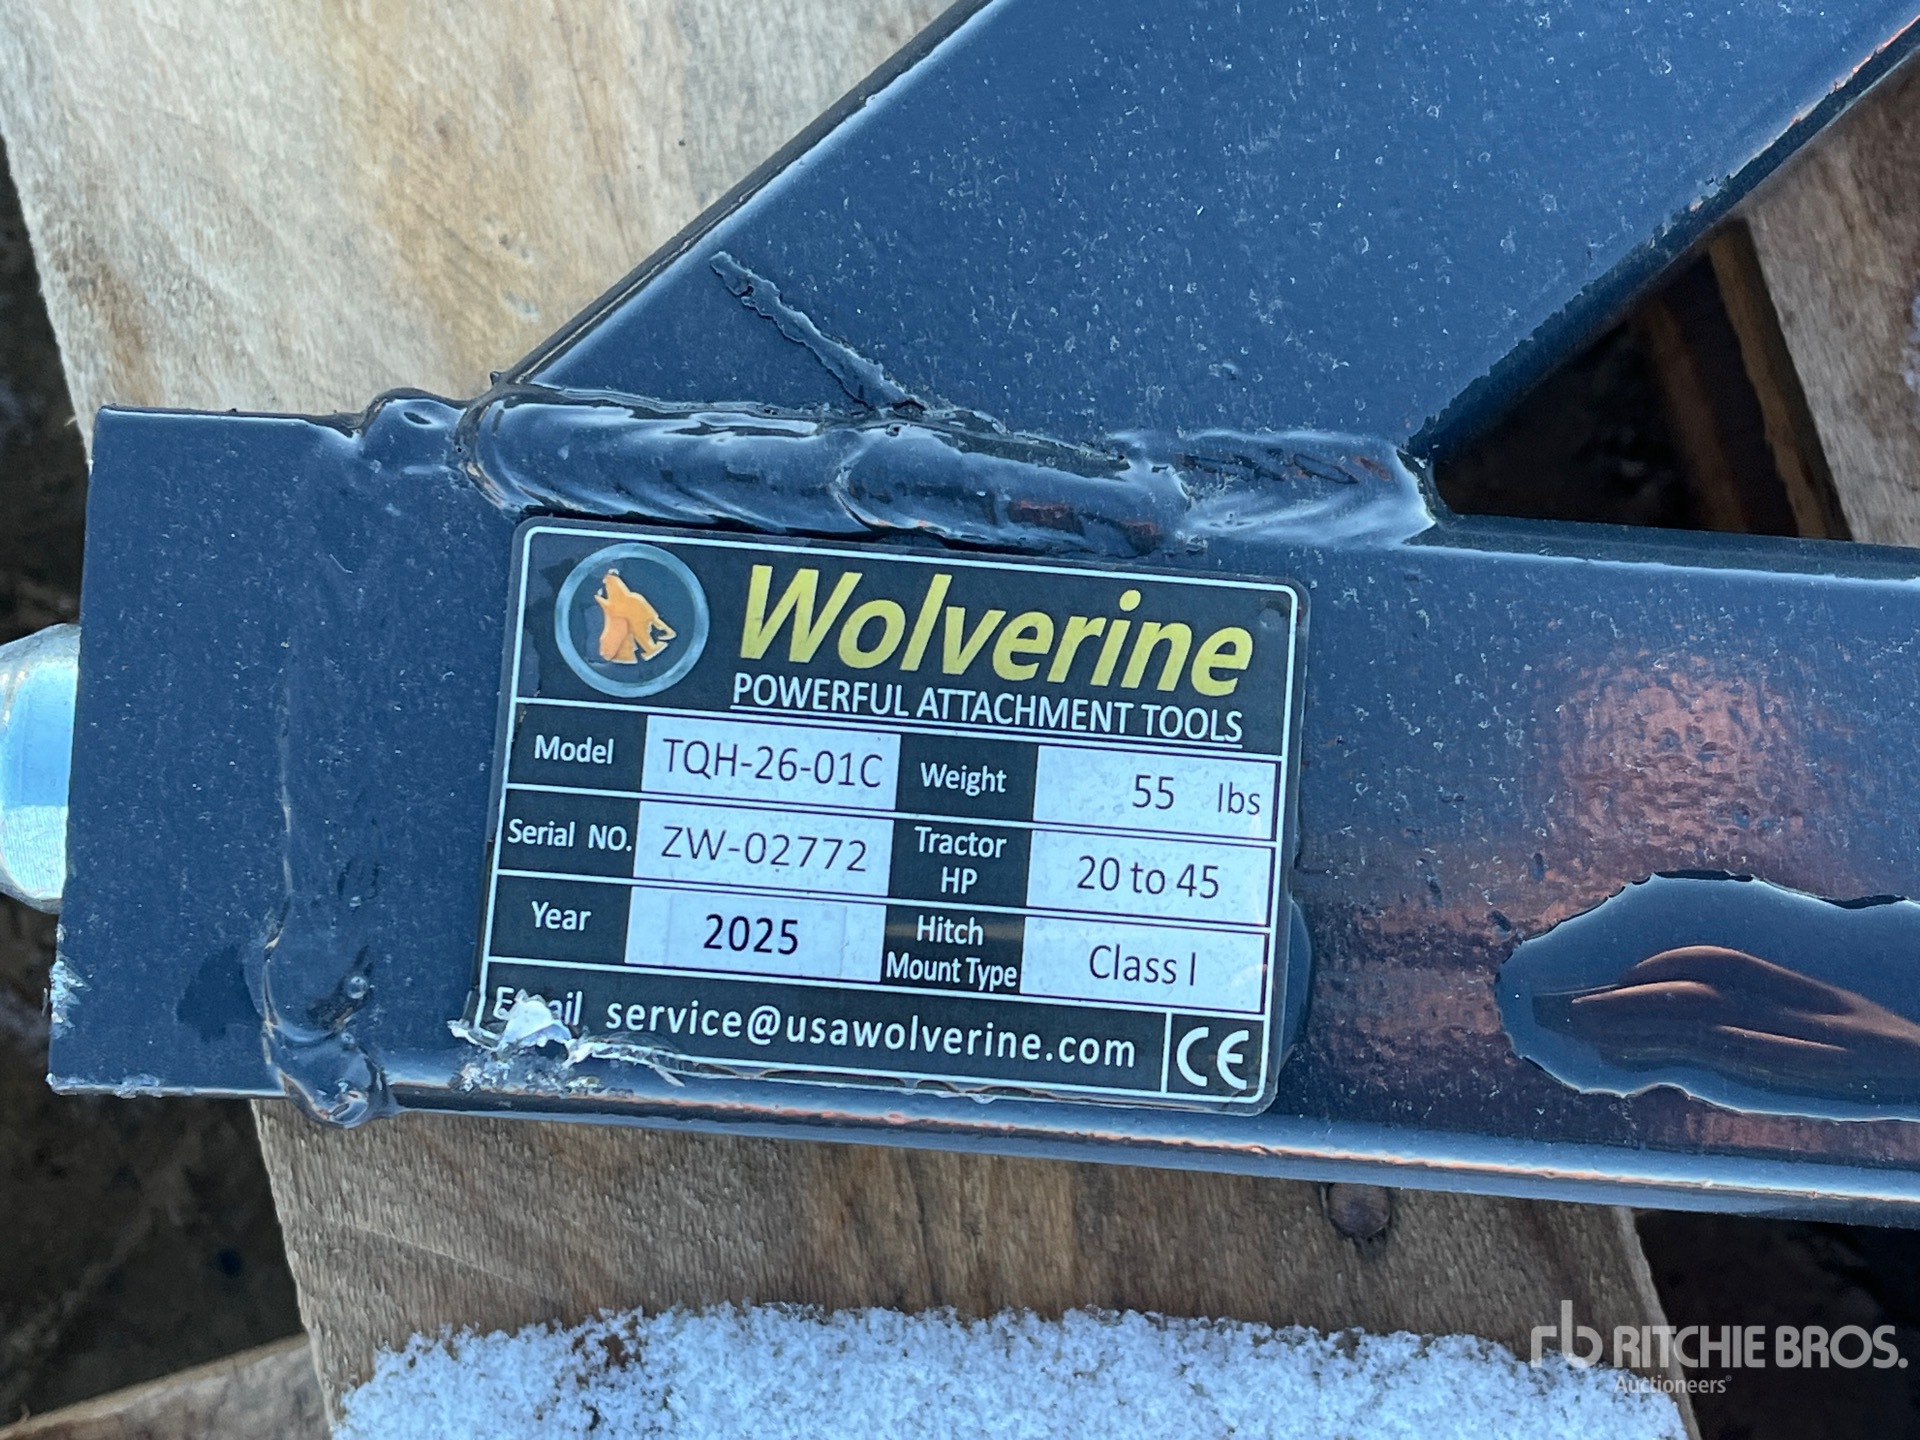 Wolverine
POWERFUL ATTACHMENT TOOLS
Model TQH-26-01C Weight 55 lbs
Serial NO. ZW-02772 Tractor HP 20 to 45
Year 2025 Hitch Mount Type Class I
Email service@usawolverine.com CE
rb RITCHIE BROS.
Auctioneers